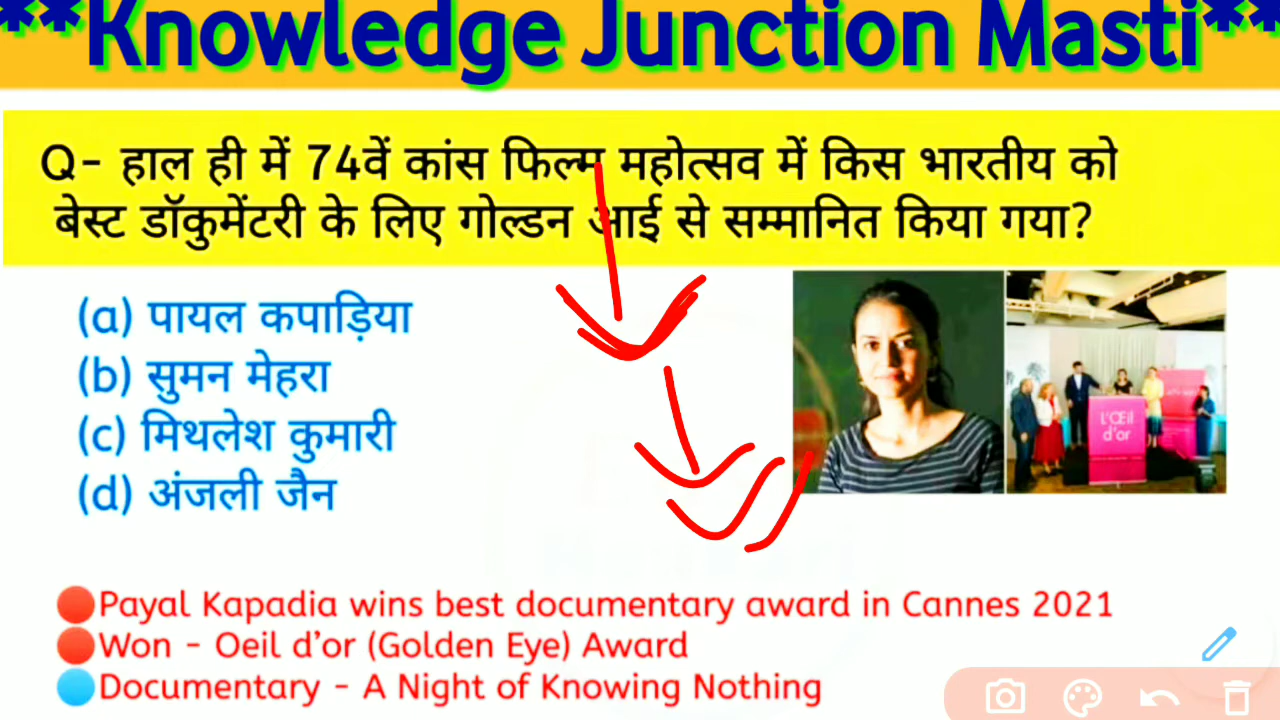 **Knowledge Junction Masti**
Q- हाल ही में 74वें कांस फिल्म महोत्सव में किस भारतीय को
बेस्ट डॉकुमेंटरी के लिए गोल्डन आई से सम्मानित किया गया?
(a) पायल कपाड़िया
(b) सुमन मेहरा
(c) मिथलेश कुमारी
(d) अंजली जैन
L'Œil
d'or
Payal Kapadia wins best documentary award in Cannes 2021
Won - Oeil d'or (Golden Eye) Award
Documentary - A Night of Knowing Nothing